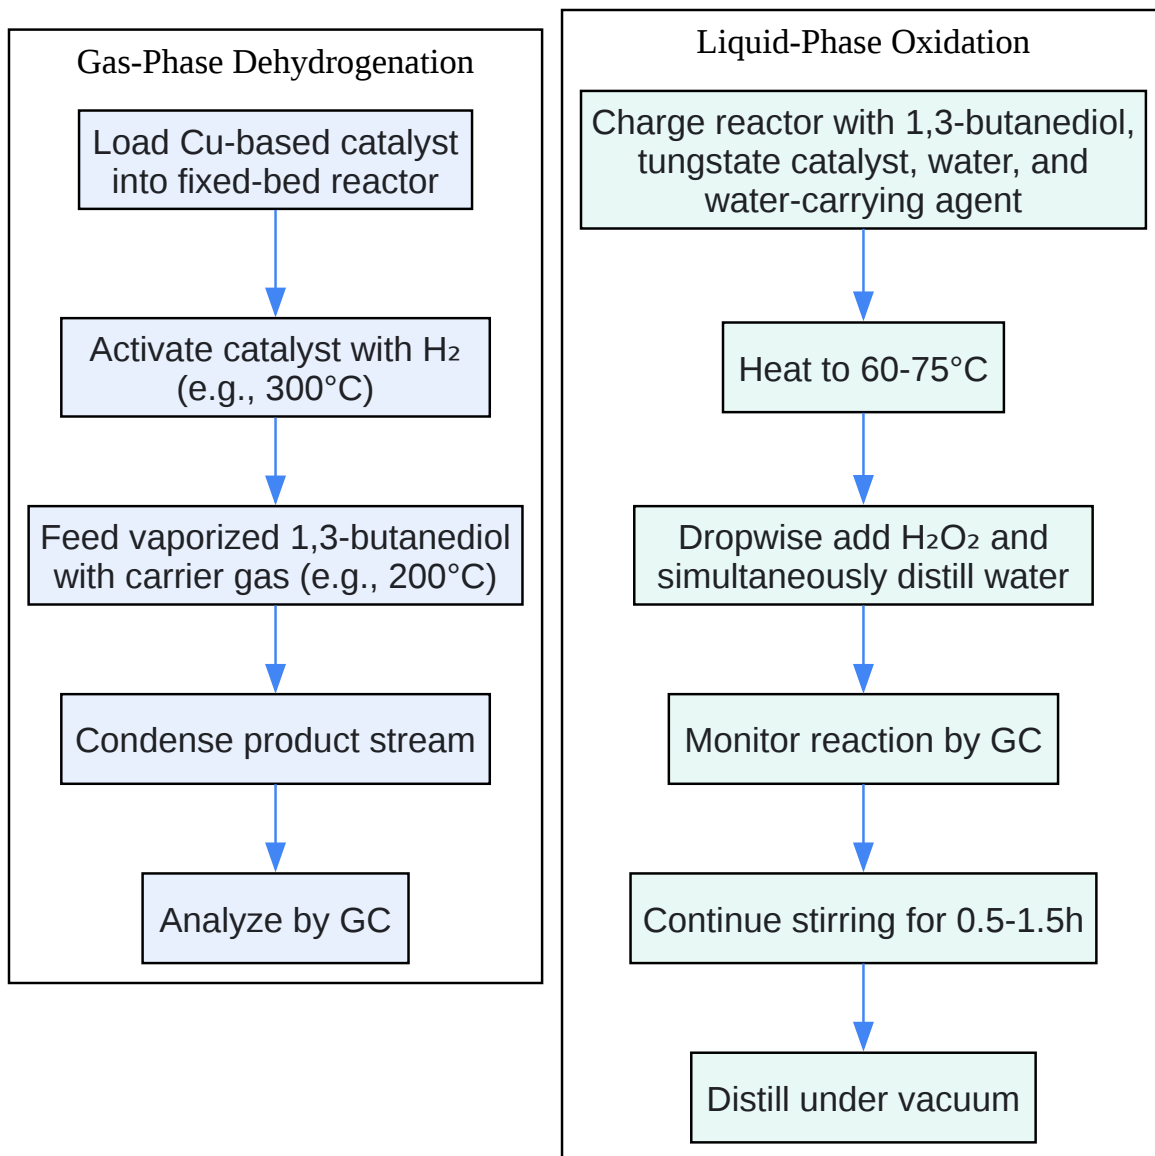 Gas-Phase Dehydrogenation
Load Cu-based catalyst
into fixed-bed reactor
Activate catalyst with H₂
(e.g., 300°C)
Feed vaporized 1,3-butanediol
with carrier gas (e.g., 200°C)
Condense product stream
Analyze by GC
Liquid-Phase Oxidation
Charge reactor with 1,3-butanediol,
tungstate catalyst, water, and
water-carrying agent
Heat to 60-75°C
Dropwise add H₂O₂ and
simultaneously distill water
Monitor reaction by GC
Continue stirring for 0.5-1.5h
Distill under vacuum